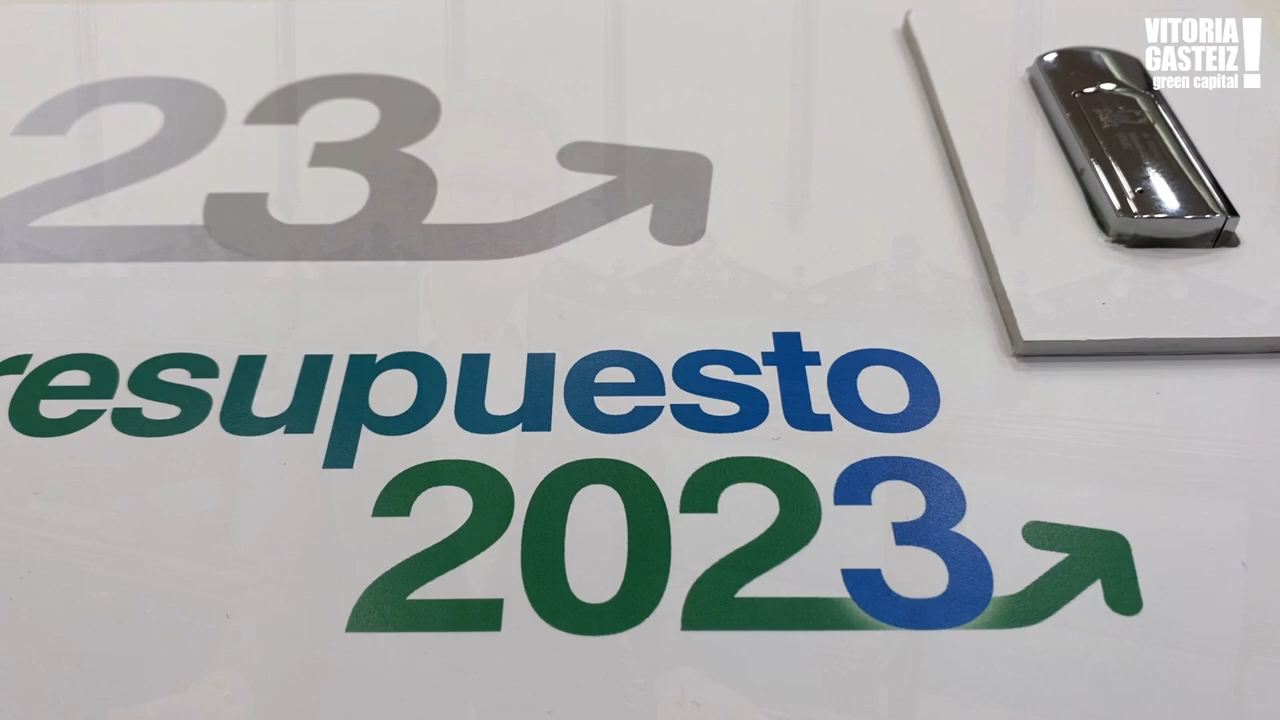 VITORIA
GASTEIZ!
green capital
23
resupuesto
2023